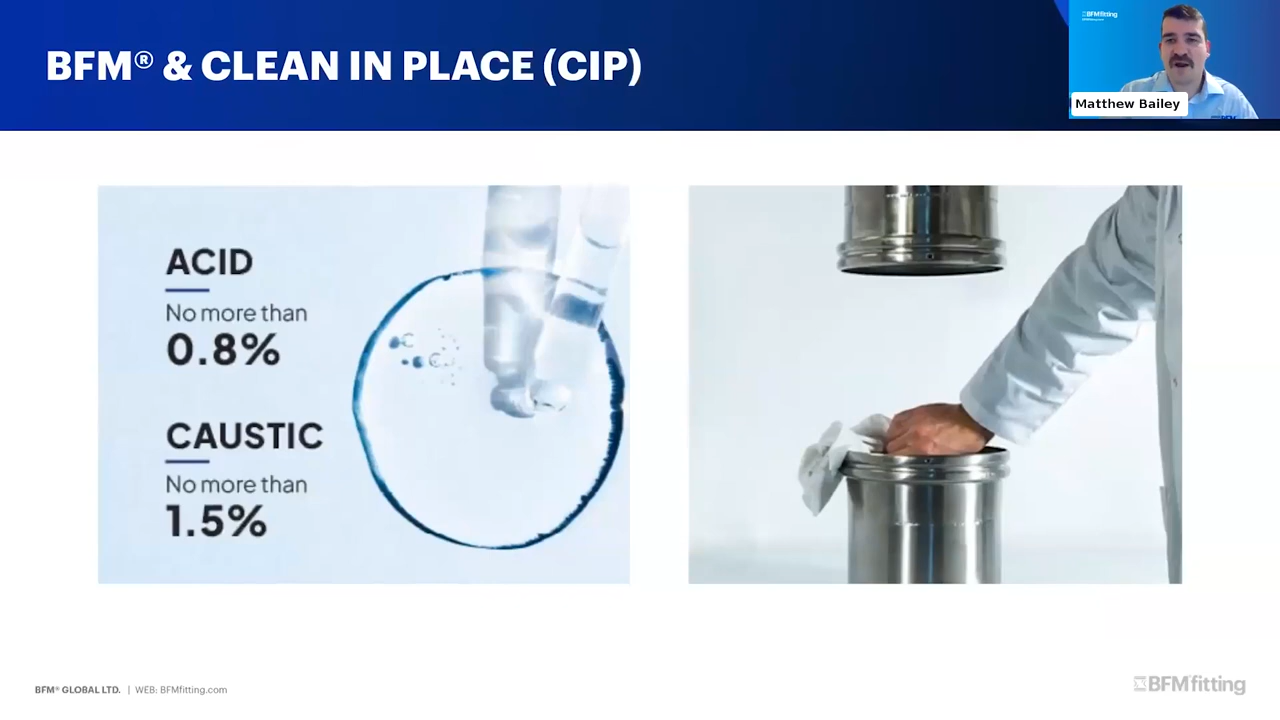 BFM® & CLEAN IN PLACE (CIP)
BFMfitting
Matthew Bailey
ACID
No more than
0.8%
CAUSTIC
No more than
1.5%
BFM® GLOBAL LTD. | WEB: BFMfitting.com
BFMfitting